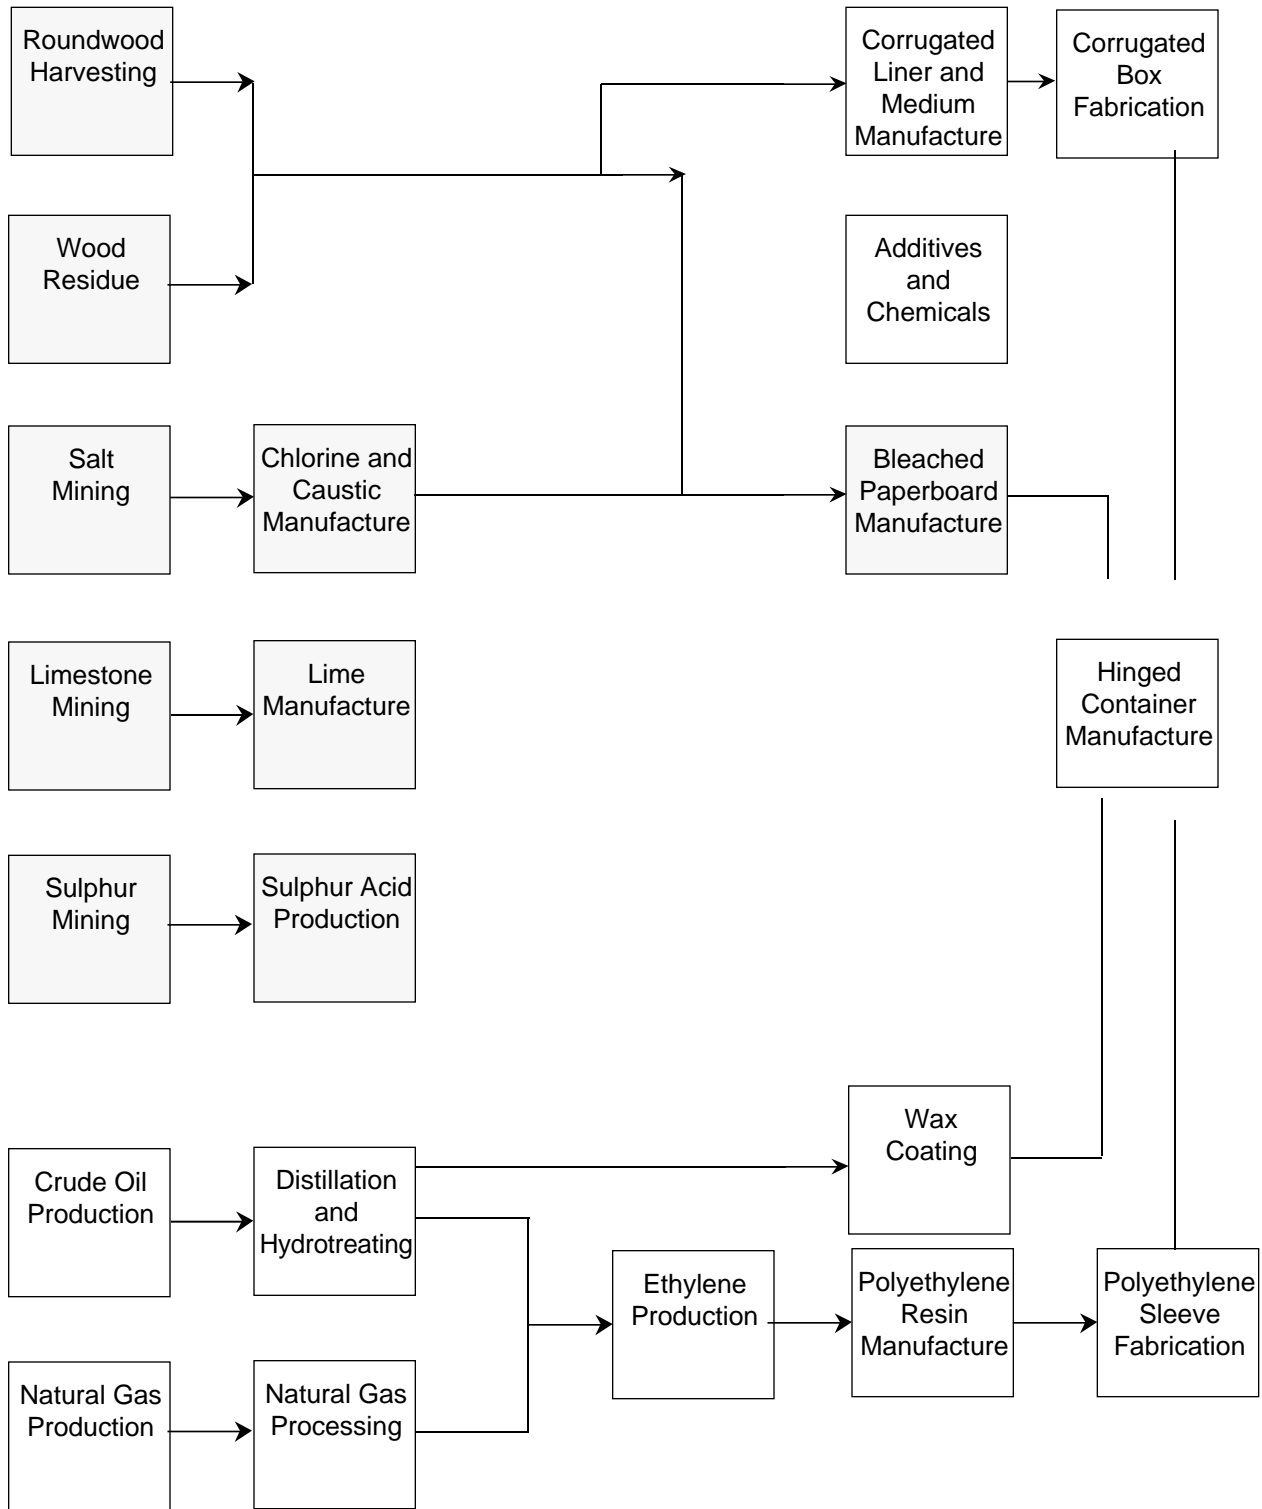 Roundwood
Harvesting
Corrugated
Liner and
Medium
Manufacture
Corrugated
Box
Fabrication
Wood
Residue
Additives
and
Chemicals
Salt
Mining
Chlorine and
Caustic
Manufacture
Bleached
Paperboard
Manufacture
Limestone
Mining
Lime
Manufacture
Hinged
Container
Manufacture
Sulphur
Mining
Sulphur Acid
Production
Wax
Coating
Crude Oil
Production
Distillation
and
Hydrotreating
Ethylene
Production
Polyethylene
Resin
Manufacture
Polyethylene
Sleeve
Fabrication
Natural Gas
Production
Natural Gas
Processing